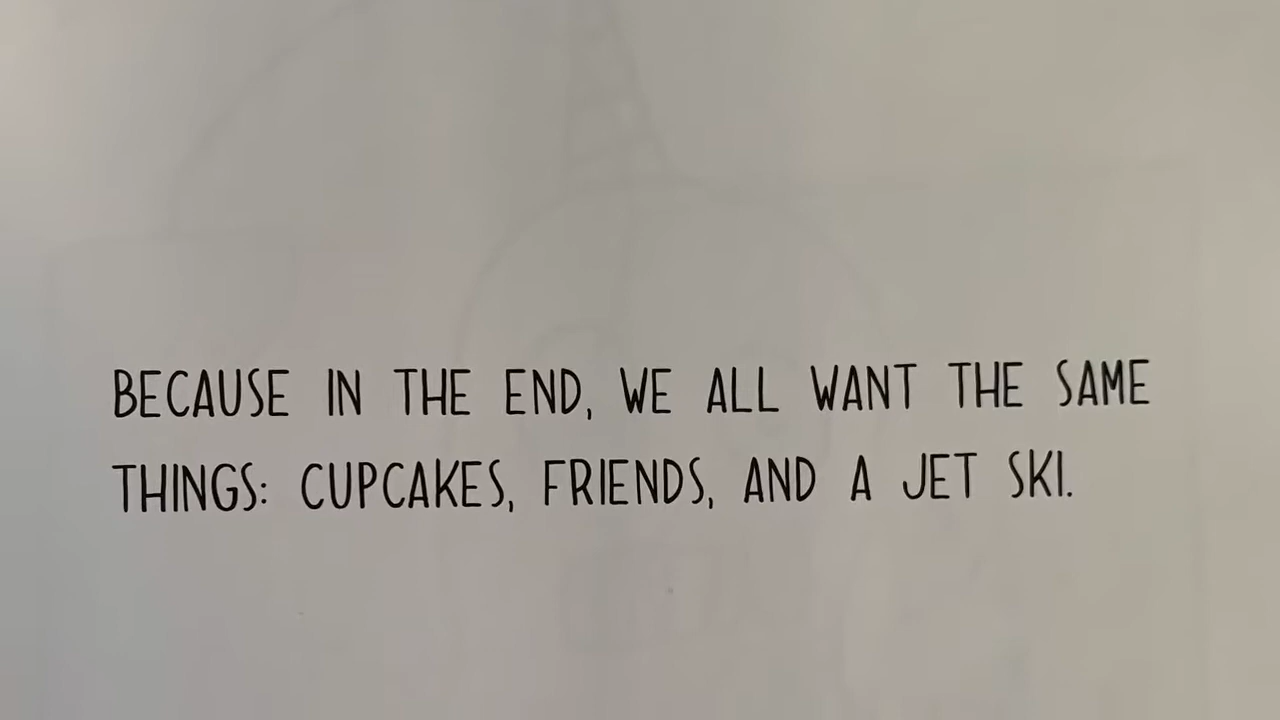 BECAUSE IN THE END, WE ALL WANT THE SAME
THINGS: CUPCAKES, FRIENDS, AND A JET SKI.